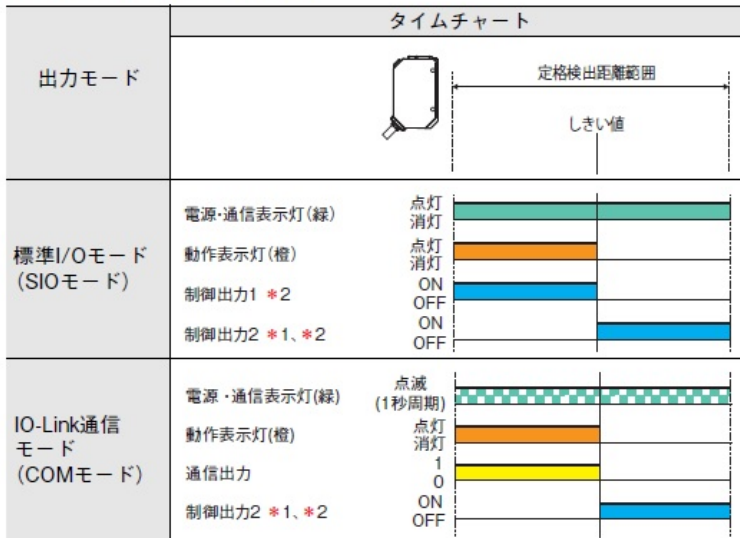 タイムチャート
出力モード
定格検出距離範囲
しきい値
標準I/Oモード
(SIOモード)
電源・通信表示灯(緑)
点灯
消灯
動作表示灯(橙)
点灯
消灯
制御出力1 *2
ON
OFF
制御出力2 *1、*2
ON
OFF
IO-Link通信
モード
(COMモード)
電源・通信表示灯(緑)
点滅
(1秒周期)
動作表示灯(橙)
点灯
消灯
通信出力
1
0
制御出力2 *1、*2
ON
OFF